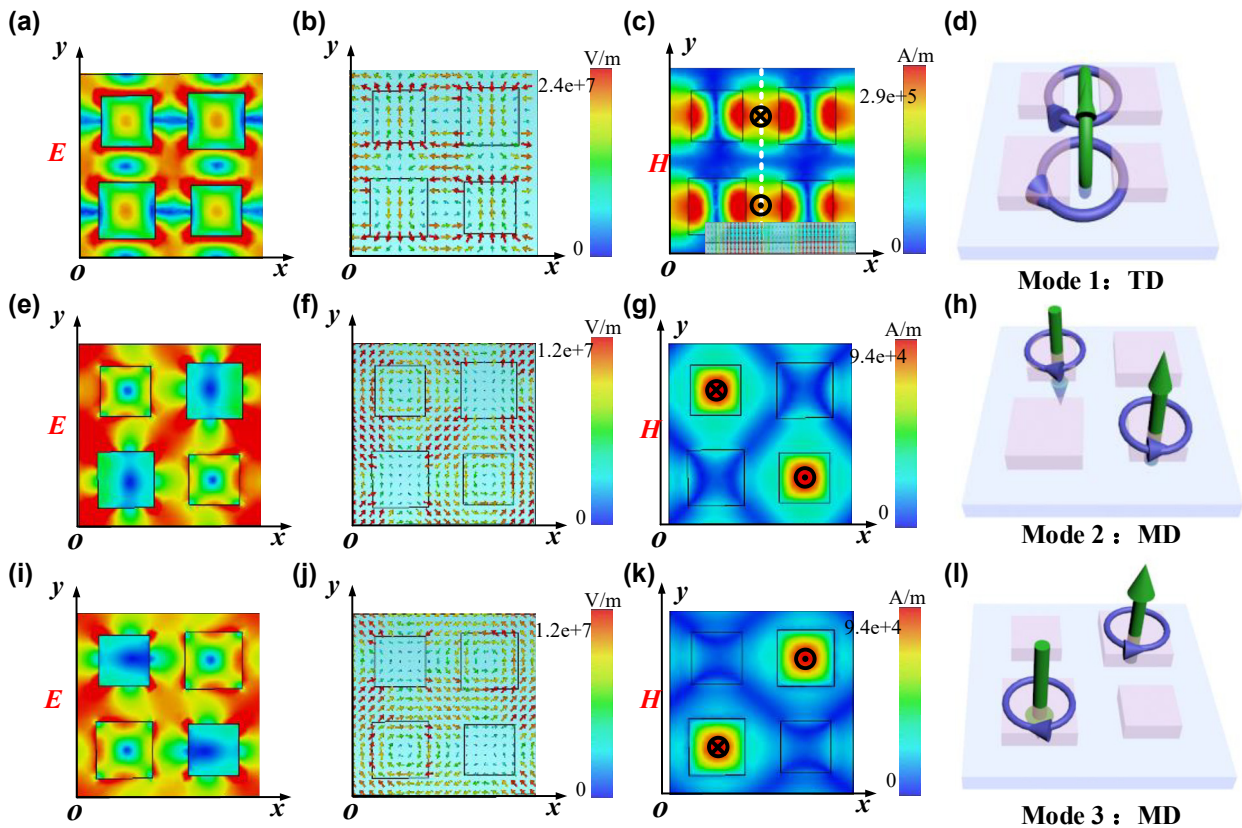 (a) (b) (c) (d)
y y V/m y A/m
2.4e+7 2.9e+5
E H
0 0
o x o x o x
Mode 1： TD
(e) (f) (g) (h)
y y V/m y A/m
1.2e+7 9.4e+4
E H
0 0
o x o x o x
Mode 2： MD
(i) (j) (k) (l)
y y V/m y A/m
1.2e+7 9.4e+4
E H
0 0
o x o x o x
Mode 3： MD